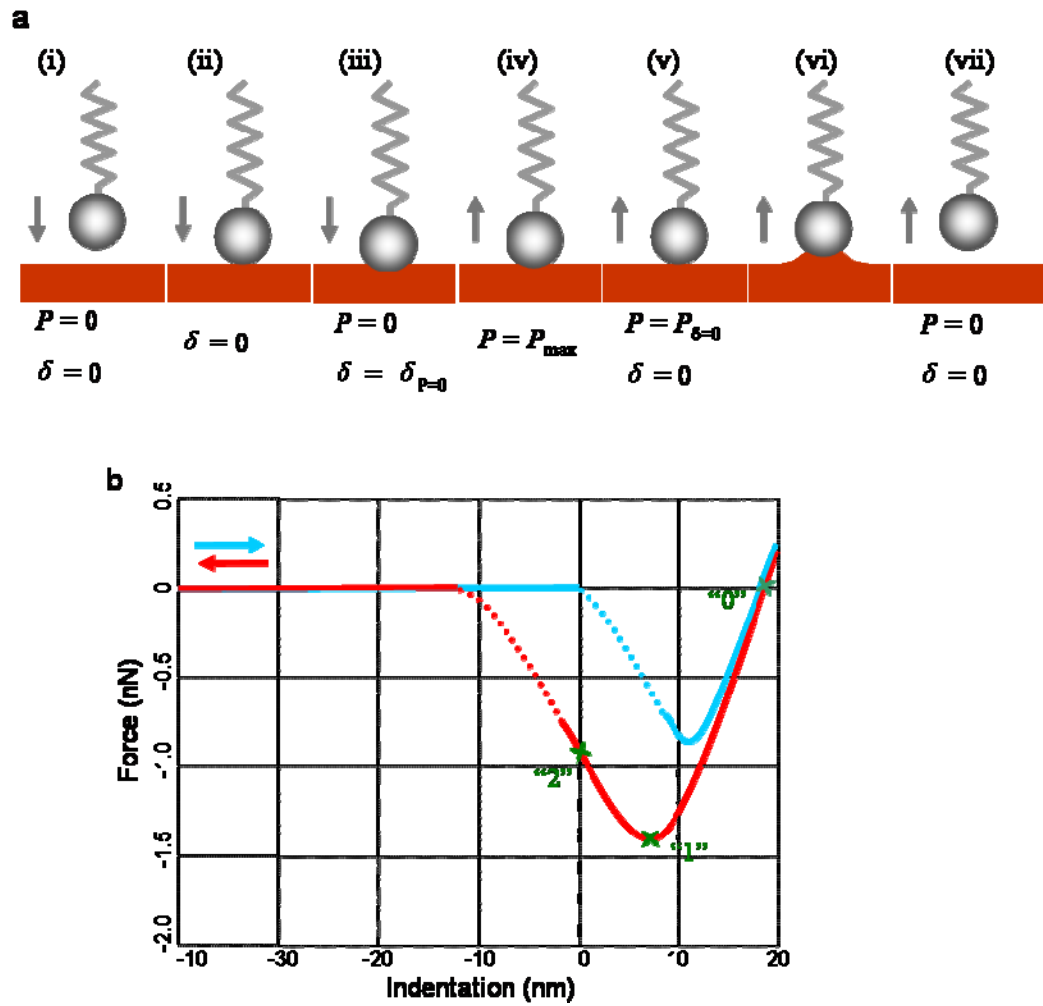 a
(i) (ii) (iii) (iv) (v) (vi) (vii)
P = 0
δ = 0
δ = 0
P = 0
δ = δP=0
P = Pmax
P = Pδ=0
δ = 0
P = 0
δ = 0
b
0.5
0
-0.5
-1.0
-1.5
-2.0
Force (nN)
"0"
"2"
"1"
-10 -30 -20 -10 0 10 20
Indentation (nm)